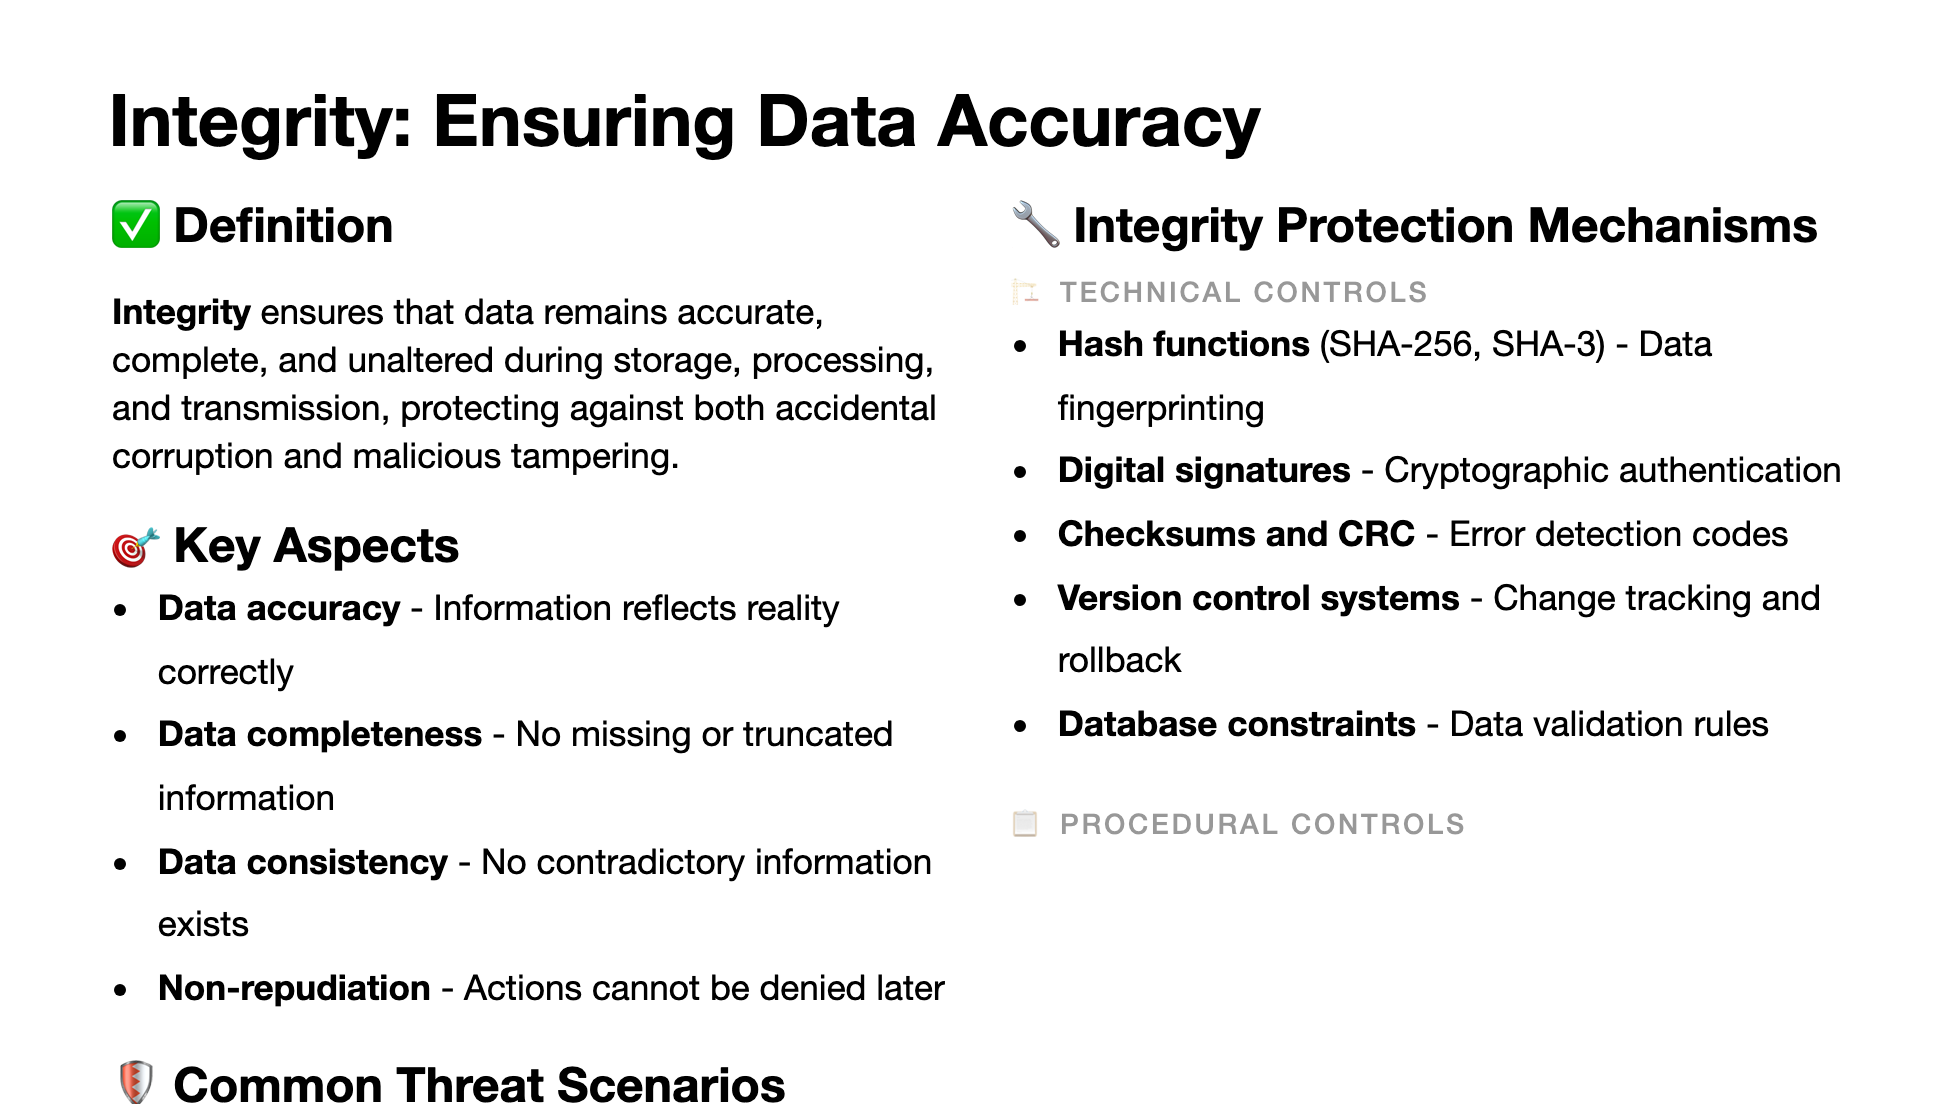 Integrity: Ensuring Data Accuracy
✅ Definition
Integrity ensures that data remains accurate,
complete, and unaltered during storage, processing,
and transmission, protecting against both accidental
corruption and malicious tampering.
🎯 Key Aspects
• Data accuracy - Information reflects reality
correctly
• Data completeness - No missing or truncated
information
• Data consistency - No contradictory information
exists
• Non-repudiation - Actions cannot be denied later
🛡️ Common Threat Scenarios
🔧 Integrity Protection Mechanisms
🏗️ TECHNICAL CONTROLS
• Hash functions (SHA-256, SHA-3) - Data
fingerprinting
• Digital signatures - Cryptographic authentication
• Checksums and CRC - Error detection codes
• Version control systems - Change tracking and
rollback
• Database constraints - Data validation rules
📋 PROCEDURAL CONTROLS